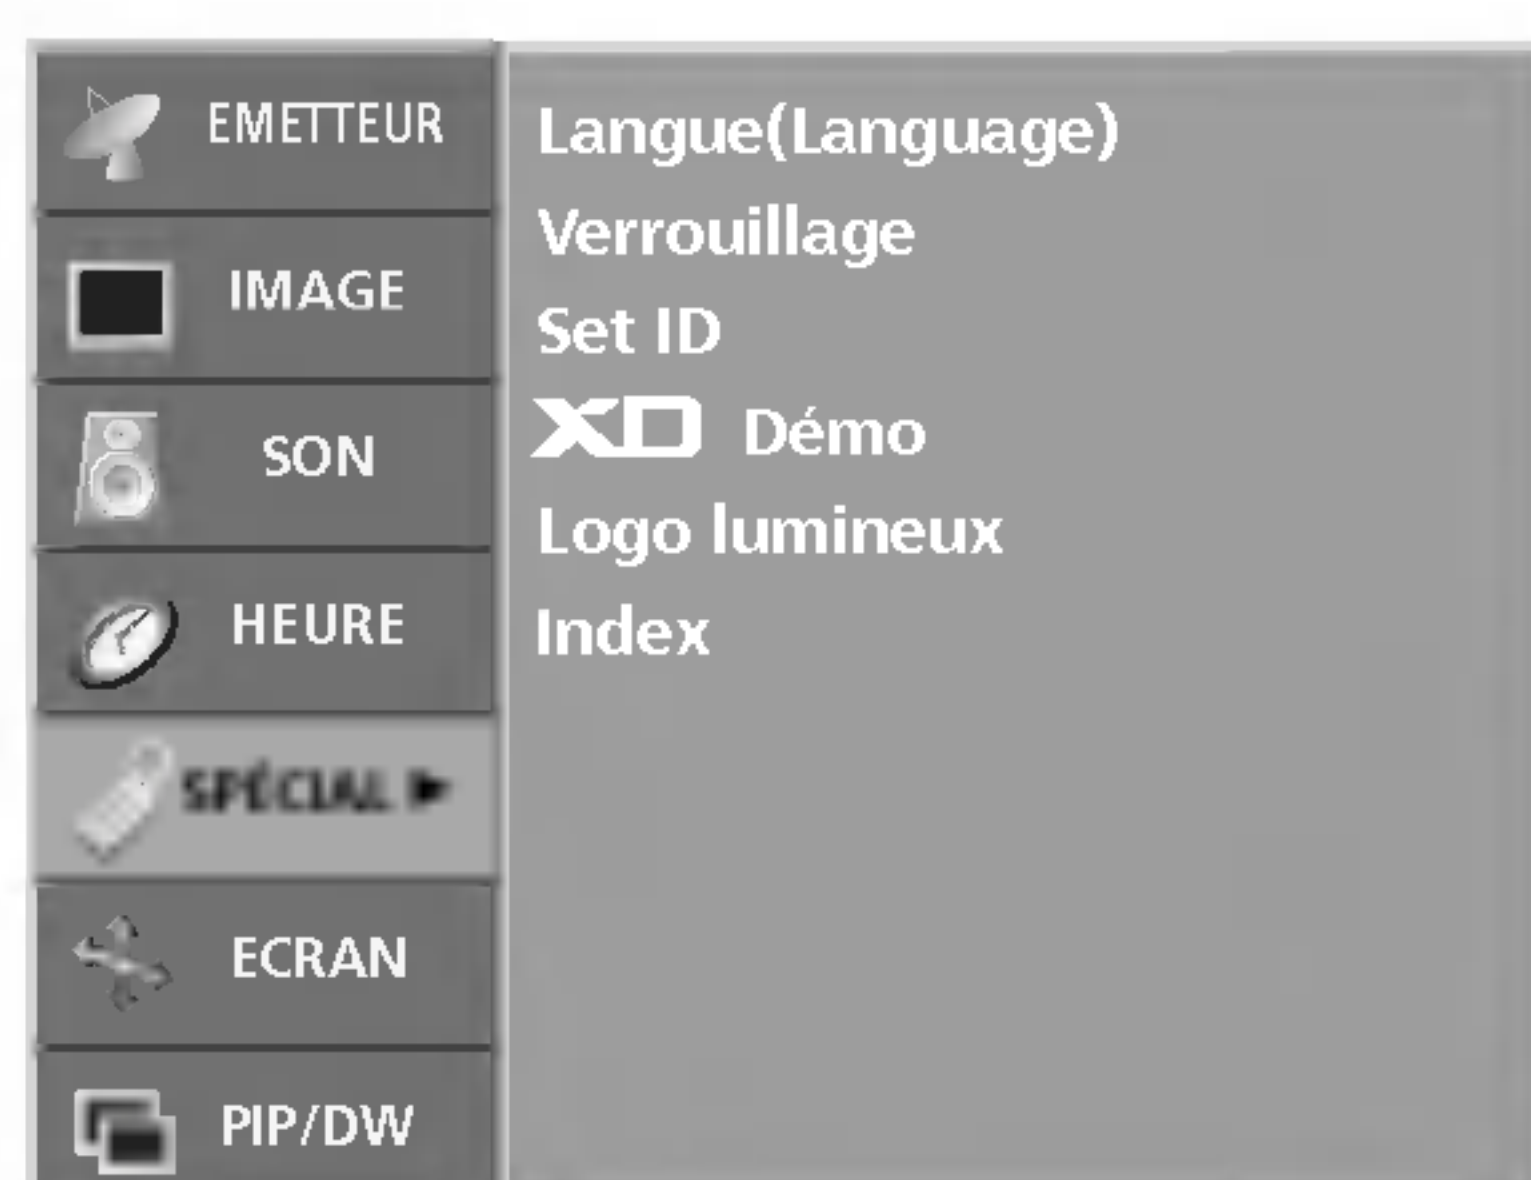 EMETTEUR
IMAGE
SON
HEURE
SPÉCIAL ►
ECRAN
PIP/DW
Langue(Language)
Verrouillage
Set ID
XD Démo
Logo lumineux
Index